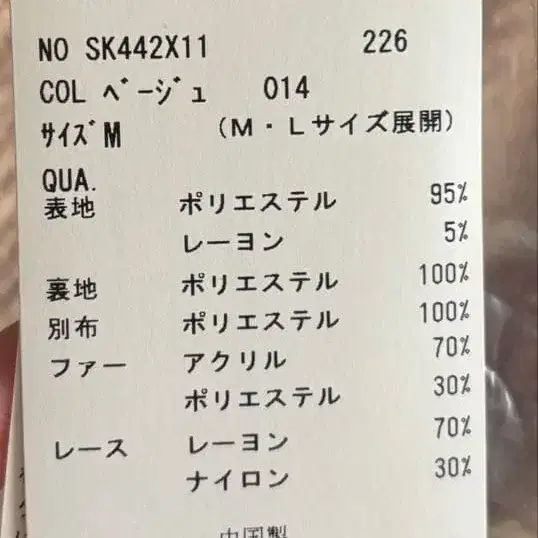 NO SK442X11 226
COL ﾍﾞｰｼﾞｭ 014
ｻｲｽﾞM (M・Lサイズ展開)
QUA.
表地 ポリエステル 95%
レーヨン 5%
裏地 ポリエステル 100%
別布 ポリエステル 100%
ファー アクリル 70%
ポリエステル 30%
レース レーヨン 70%
ナイロン 30%
中国製